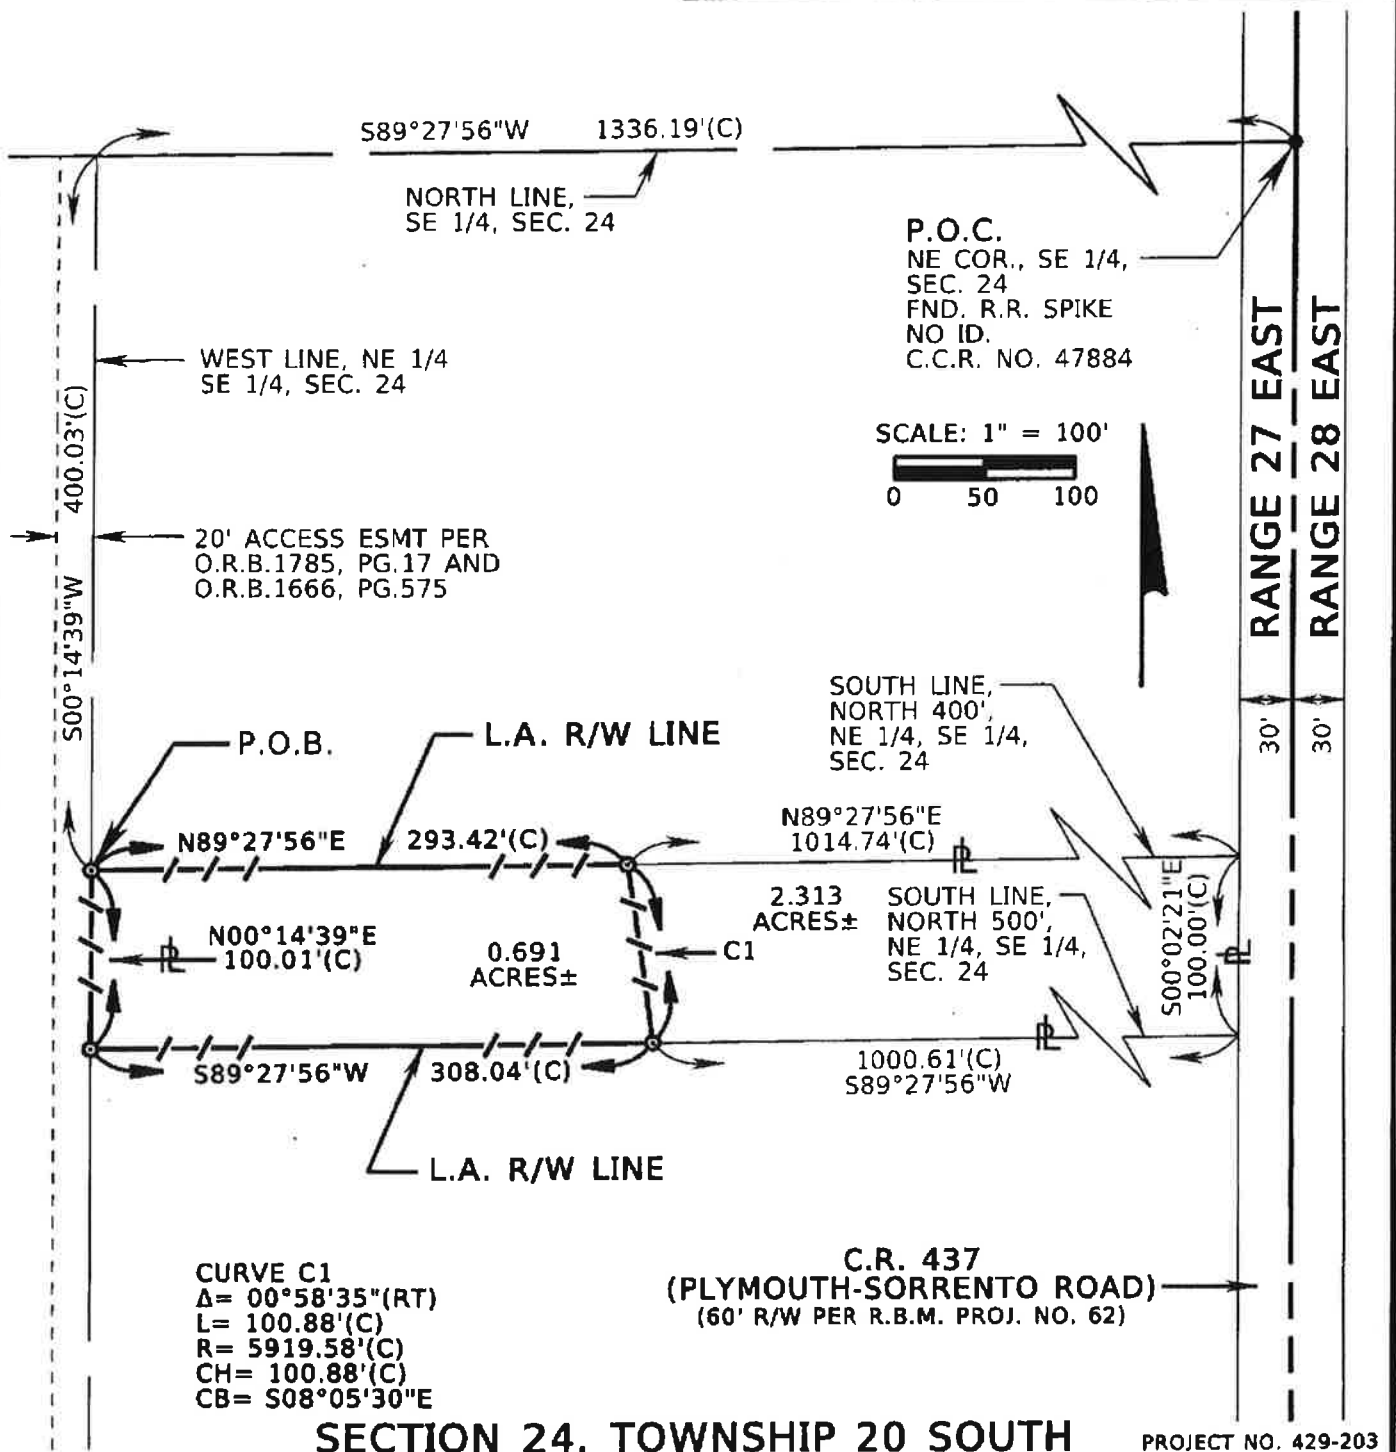 S89°27'56"W 1336.19'(C)
NORTH LINE,
SE 1/4, SEC. 24
P.O.C.
NE COR., SE 1/4,
SEC. 24
FND. R.R. SPIKE
NO ID.
C.C.R. NO. 47884
WEST LINE, NE 1/4
SE 1/4, SEC. 24
S00°14'39"W 400.03'(C)
SCALE: 1" = 100'
0 50 100
RANGE 27 EAST
RANGE 28 EAST
20' ACCESS ESMT PER
O.R.B.1785, PG.17 AND
O.R.B.1666, PG.575
SOUTH LINE,
NORTH 400',
NE 1/4, SE 1/4,
SEC. 24
30'
30'
P.O.B.
L.A. R/W LINE
N89°27'56"E 293.42'(C)
N89°27'56"E
1014.74'(C)
PL
2.313
ACRES±
SOUTH LINE,
NORTH 500',
NE 1/4, SE 1/4,
SEC. 24
S00°02'21"E
100.00'(C)
PL
N00°14'39"E
100.01'(C)
PL
0.691
ACRES±
C1
S89°27'56"W 308.04'(C)
PL
1000.61'(C)
S89°27'56"W
L.A. R/W LINE
C.R. 437
(PLYMOUTH-SORRENTO ROAD)
(60' R/W PER R.B.M. PROJ. NO. 62)
CURVE C1
Δ= 00°58'35"(RT)
L= 100.88'(C)
R= 5919.58'(C)
CH= 100.88'(C)
CB= S08°05'30"E
SECTION 24, TOWNSHIP 20 SOUTH
PROJECT NO. 429-203